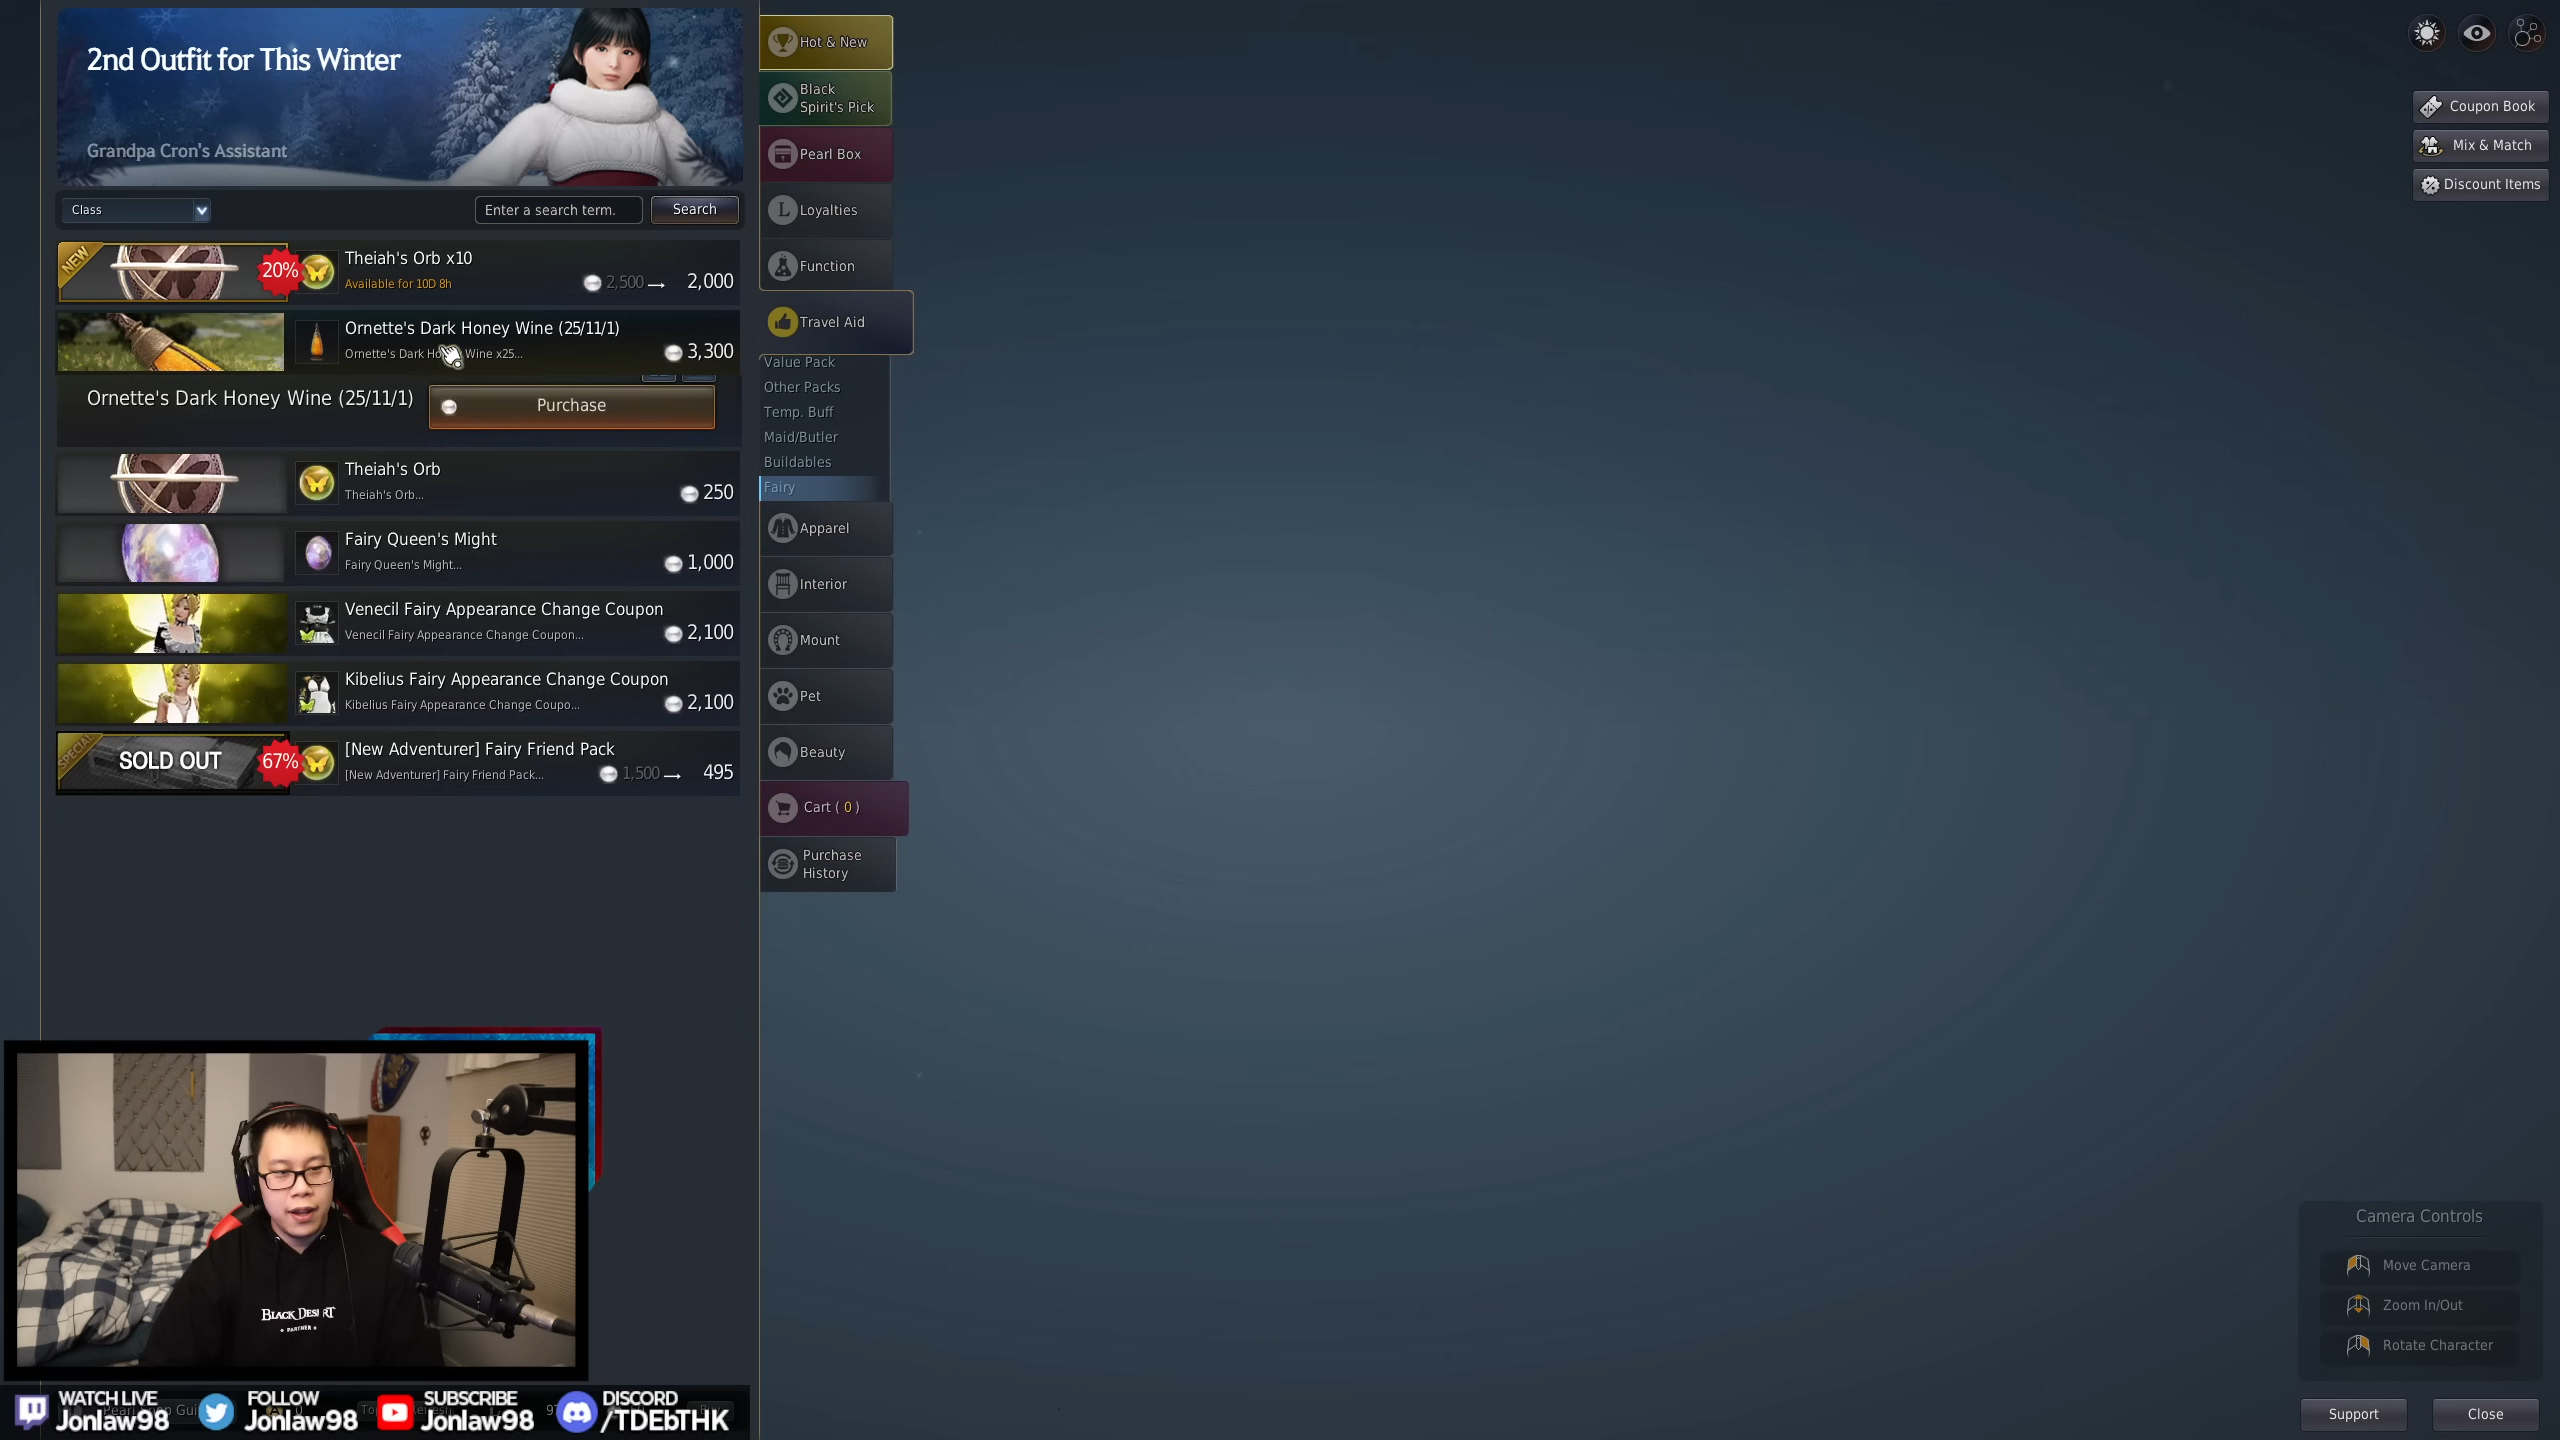 2nd Outfit for This Winter
Grandpa Cron's Assistant
Class
Enter a search term.
Search
NEW
20%
Theiah's Orb x10
Available for 10D 8h
2,500
2,000
Ornette's Dark Honey Wine (25/11/1)
3,300
Ornette's Dark Honey Wine (25/11/1)
Purchase
Theiah's Orb
Theiah's Orb...
250
Fairy Queen's Might
Fairy Queen's Might...
1,000
Venecil Fairy Appearance Change Coupon
Venecil Fairy Appearance Change Coupon...
2,100
Kibelius Fairy Appearance Change Coupon
Kibelius Fairy Appearance Change Coupo...
2,100
SPECIAL
SOLD OUT
67%
[New Adventurer] Fairy Friend Pack
[New Adventurer] Fairy Friend Pack...
1,500
495
Hot & New
Black
Spirit's Pick
Pearl Box
Loyalties
Function
Travel Aid
Value Pack
Other Packs
Temp. Buff
Maid/Butler
Buildables
Fairy
Apparel
Interior
Mount
Pet
Beauty
Cart ( 0 )
Purchase
History
Coupon Book
Mix & Match
Discount Items
Camera Controls
Move Camera
Zoom In/Out
Rotate Character
Support
Close
BLACK DESERT
PARTNER
WATCH LIVE
Jonlaw98
FOLLOW
Jonlaw98
SUBSCRIBE
Jonlaw98
DISCORD
/TDEbTHK